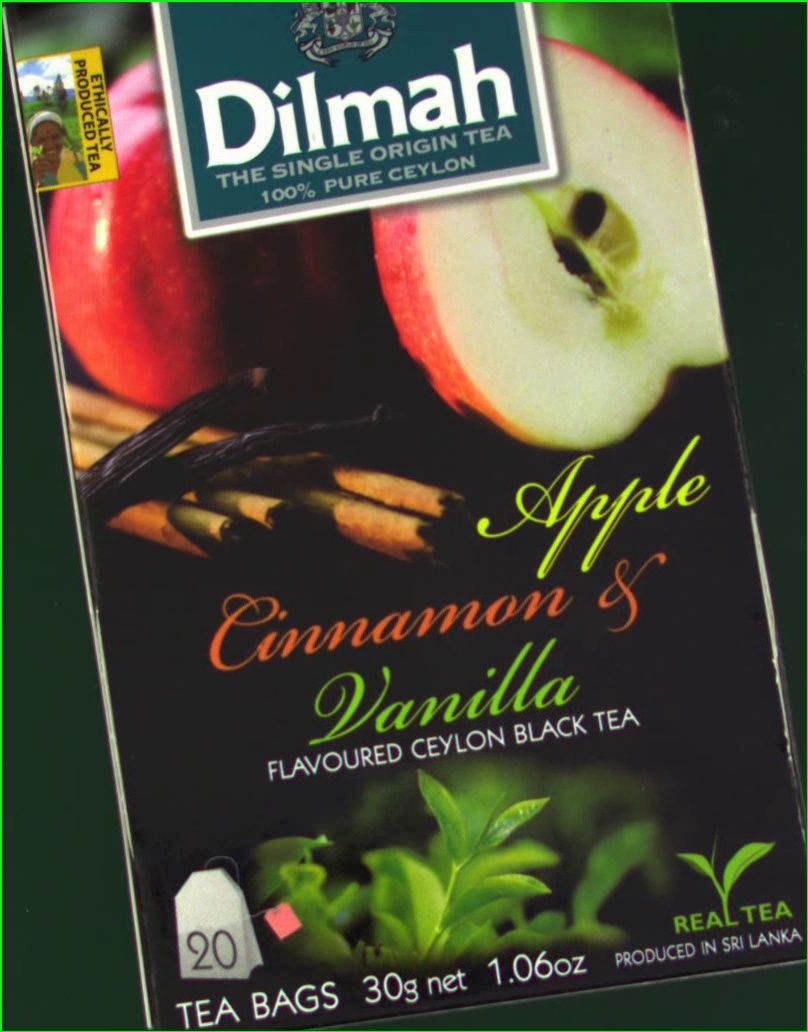 ETHICALLY
PRODUCED TEA
Dilmah
THE SINGLE ORIGIN TEA
100% PURE CEYLON
Apple
Cinnamon &
Vanilla
FLAVOURED CEYLON BLACK TEA
20
TEA BAGS 30g net 1.06oz
REAL TEA
PRODUCED IN SRI LANKA